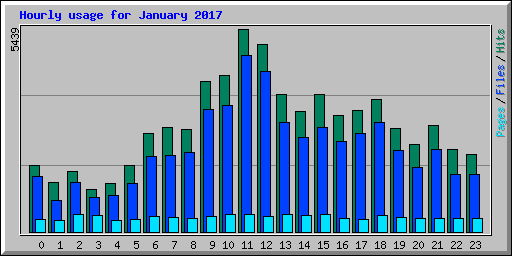 Hourly usage for January 2017
5439
Pages/Files/Hits
0 1 2 3 4 5 6 7 8 9 10 11 12 13 14 15 16 17 18 19 20 21 22 23